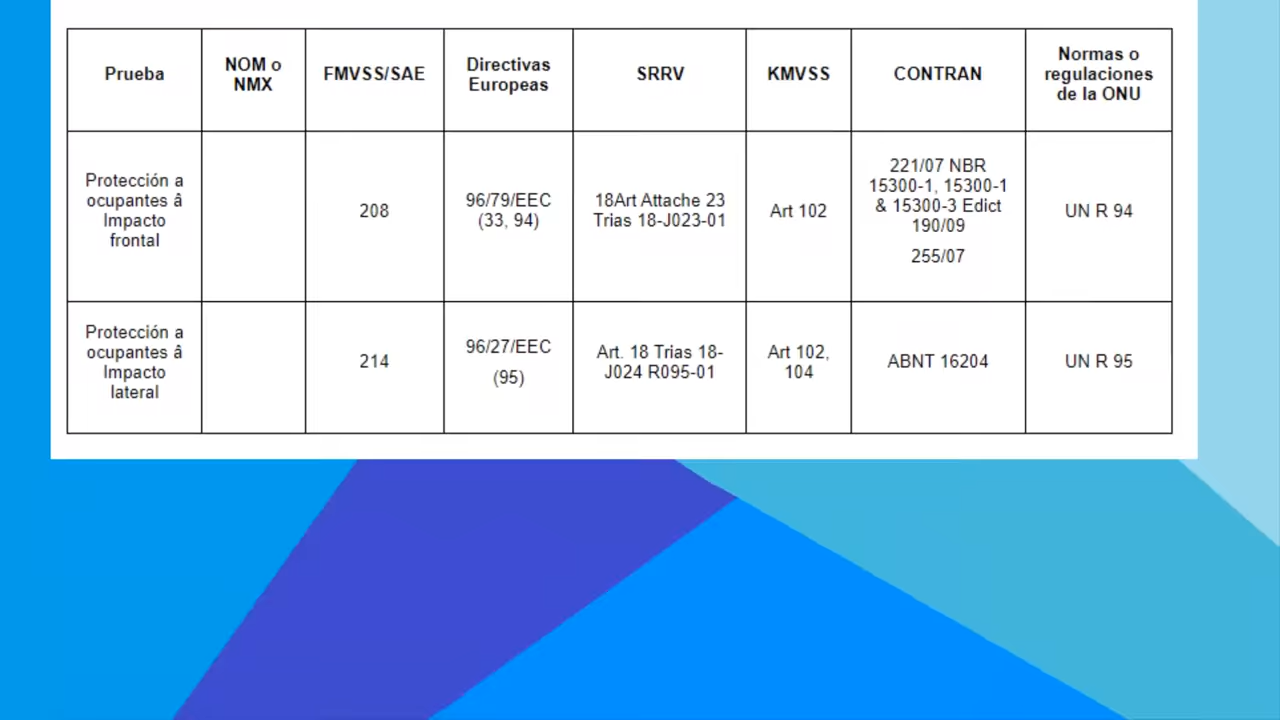 Prueba
NOM o
NMX
FMVSS/SAE
Directivas
Europeas
SRRV
KMVSS
CONTRAN
Normas o
regulaciones
de la ONU
Protección a
ocupantes â
Impacto
frontal
208
96/79/EEC
(33, 94)
18Art Attache 23
Trias 18-J023-01
Art 102
221/07 NBR
15300-1, 15300-1
& 15300-3 Edict
190/09
255/07
UN R 94
Protección a
ocupantes â
Impacto
lateral
214
96/27/EEC
(95)
Art. 18 Trias 18-
J024 R095-01
Art 102,
104
ABNT 16204
UN R 95